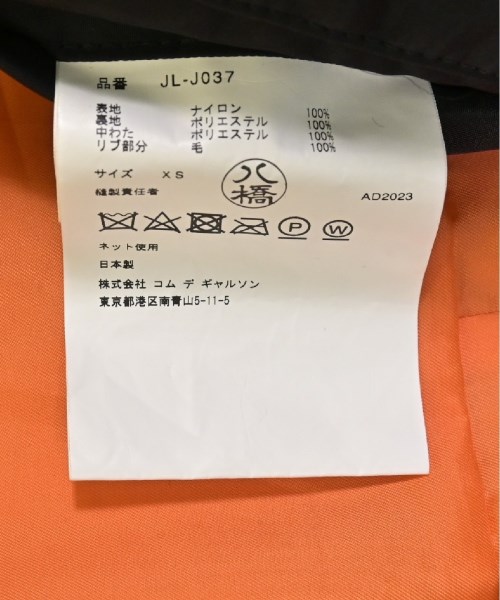 品番 JL-J037
表地 ナイロン 100%
裏地 ポリエステル 100%
中わた ポリエステル 100%
リブ部分 毛 100%
サイズ XS
縫製責任者 八橋 AD2023
P W
ネット使用
日本製
株式会社 コム デ ギャルソン
東京都港区南青山5-11-5